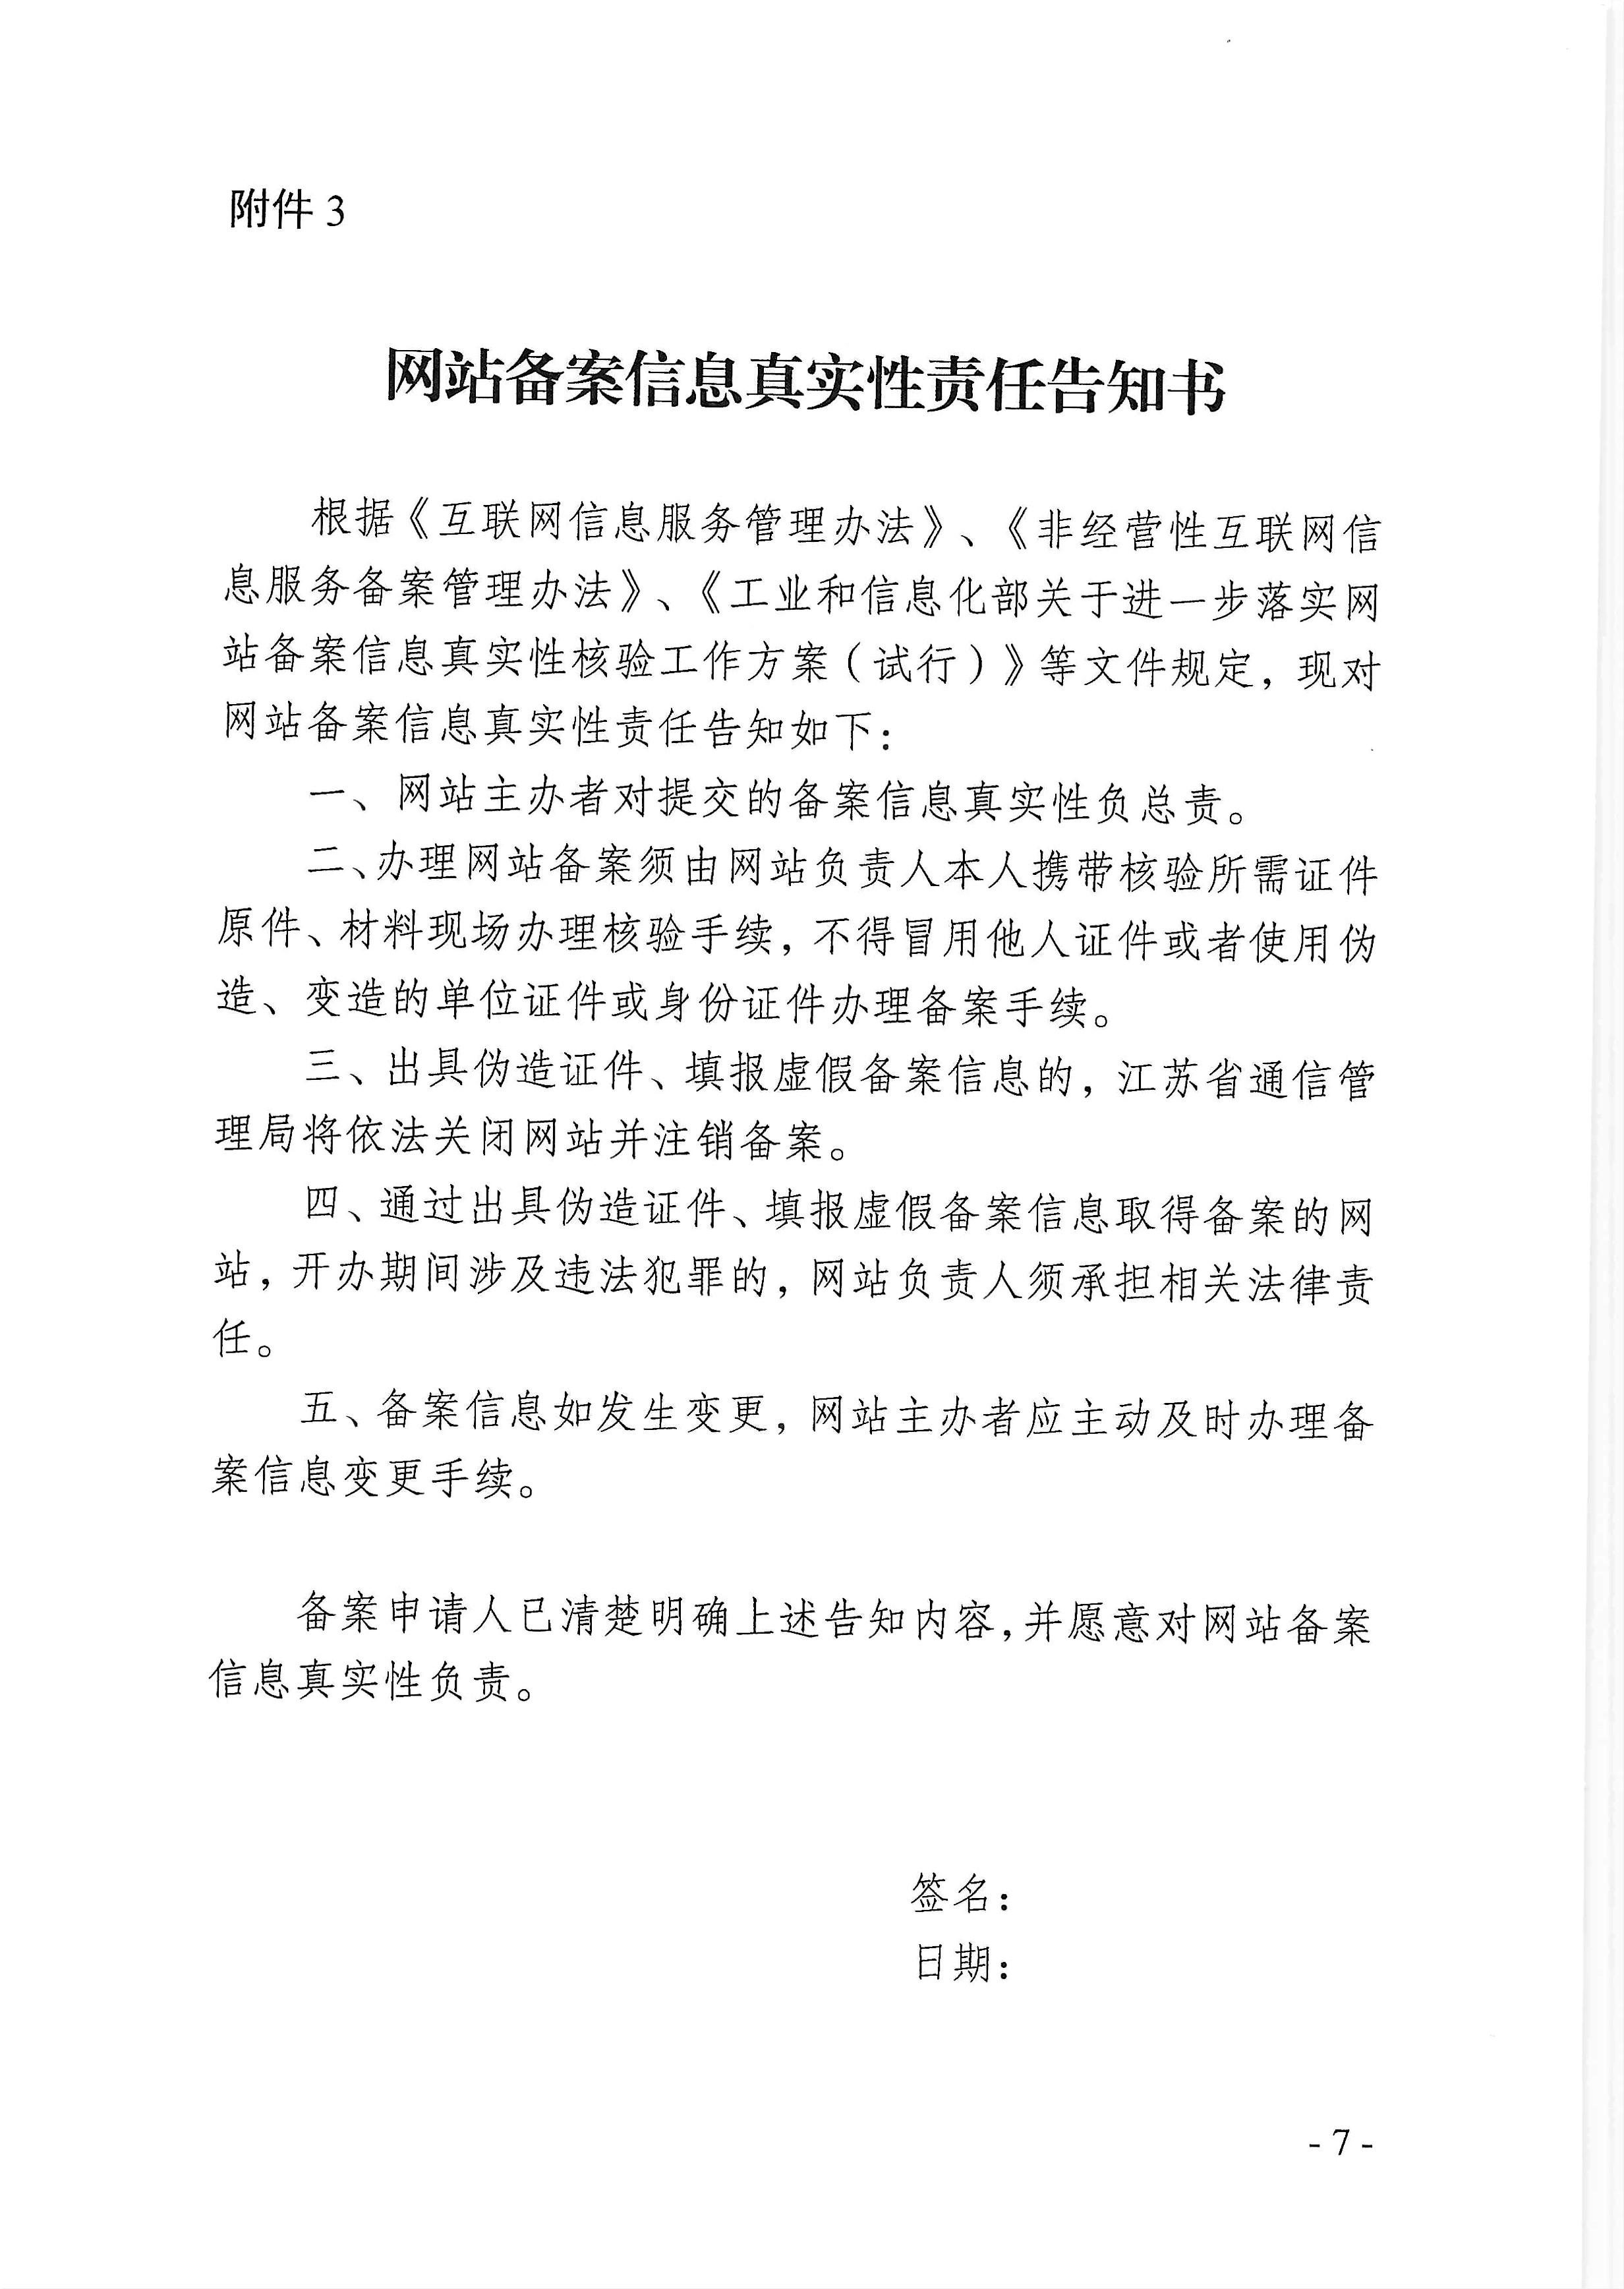 附件 3
网站备案信息真实性责任告知书
根据《互联网信息服务管理办法》、《非经营性互联网信
息服务备案管理办法》、《工业和信息化部关于进一步落实网
站备案信息真实性核验工作方案（试行）》等文件规定，现对
网站备案信息真实性责任告知如下：
一、网站主办者对提交的备案信息真实性负总责。
二、办理网站备案须由网站负责人本人携带核验所需证件
原件、材料现场办理核验手续，不得冒用他人证件或者使用伪
造、变造的单位证件或身份证件办理备案手续。
三、出具伪造证件、填报虚假备案信息的，江苏省通信管
理局将依法关闭网站并注销备案。
四、通过出具伪造证件、填报虚假备案信息取得备案的网
站，开办期间涉及违法犯罪的，网站负责人须承担相关法律责
任。
五、备案信息如发生变更，网站主办者应主动及时办理备
案信息变更手续。
备案申请人已清楚明确上述告知内容，并愿意对网站备案
信息真实性负责。
签名：
日期：
- 7 -